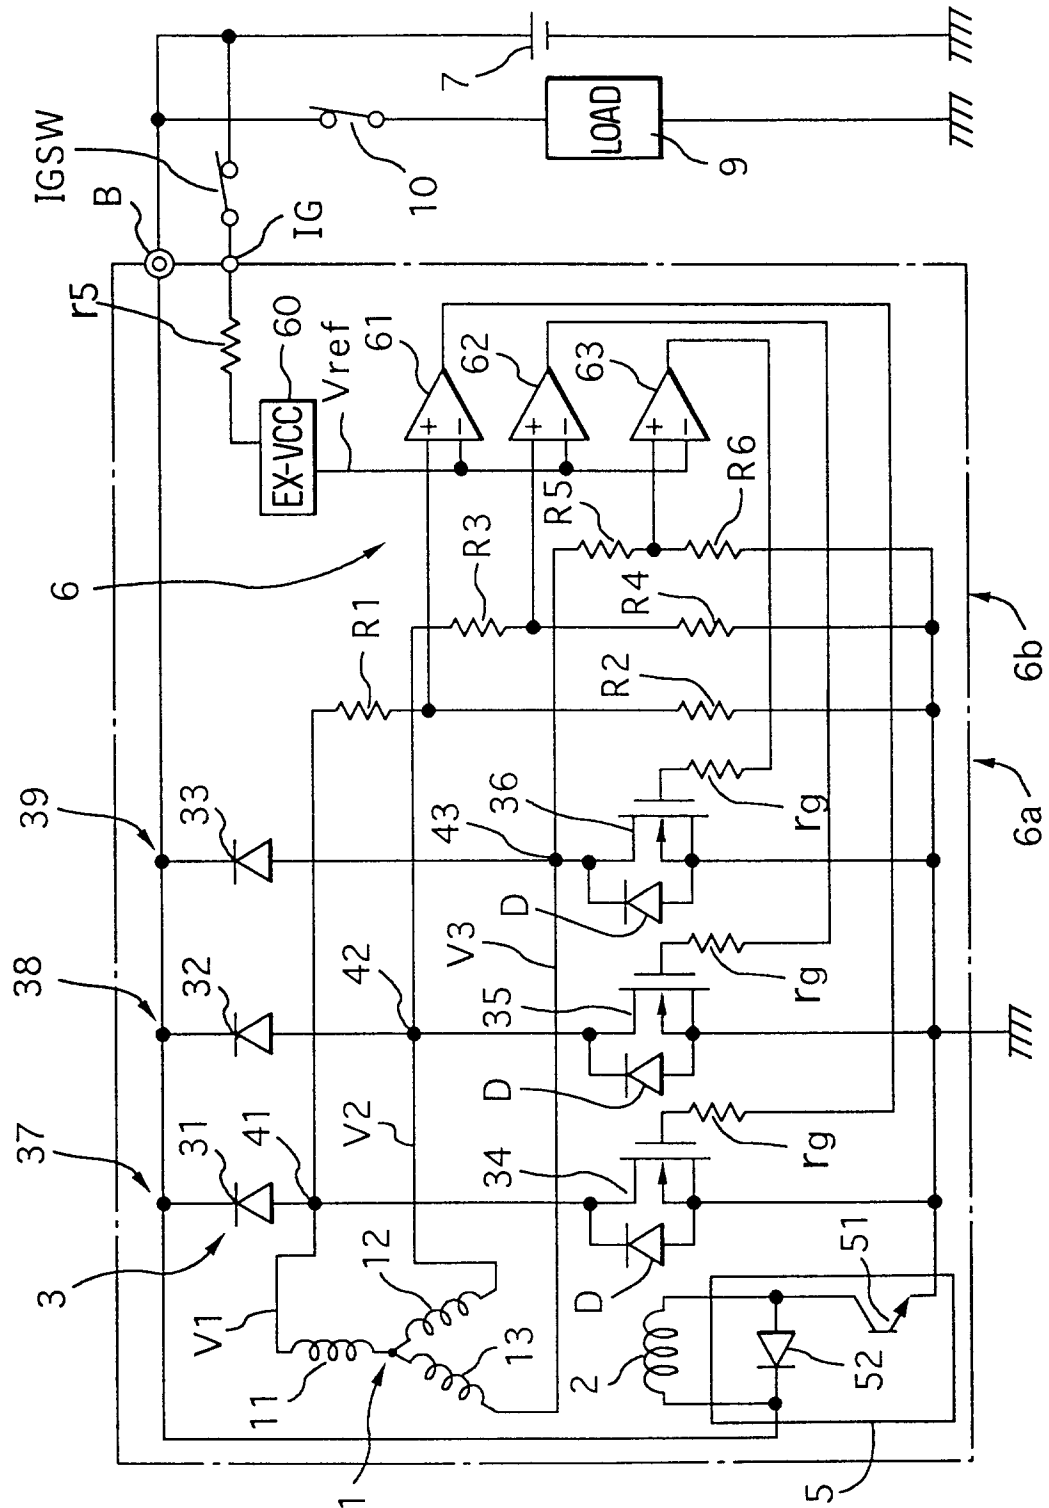 IGSW
B
r5
IG
10
7
LOAD
9
EX-VCC
60
Vref
61
62
63
+
−
+
−
+
−
6
R1
R3
R5
R6
R4
R2
6b
6a
39
33
43
36
rg
D
V3
38
32
42
35
rg
D
V2
37
31
41
34
rg
D
3
V1
11
12
13
1
2
51
52
5